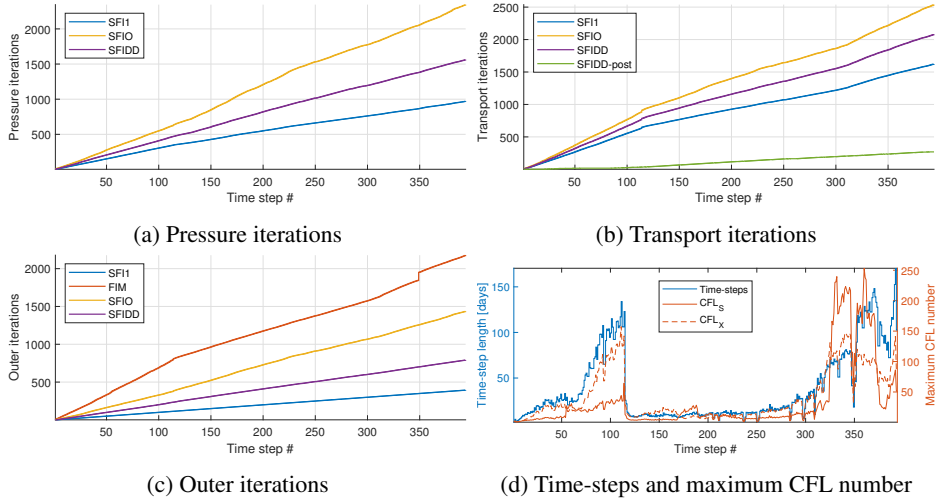 SFI1
SFIO
SFIDD
2000
1500
1000
500
Pressure iterations
50 100 150 200 250 300 350
Time step #
(a) Pressure iterations
SFI1
SFIO
SFIDD
SFIDD-post
2500
2000
1500
1000
500
Transport iterations
50 100 150 200 250 300 350
Time step #
(b) Transport iterations
SFI1
FIM
SFIO
SFIDD
2000
1500
1000
500
Outer iterations
50 100 150 200 250 300 350
Time step #
(c) Outer iterations
Time-steps
CFL_S
CFL_X
150
100
50
Time-step length [days]
250
200
150
100
50
Maximum CFL number
50 100 150 200 250 300 350
Time step #
(d) Time-steps and maximum CFL number